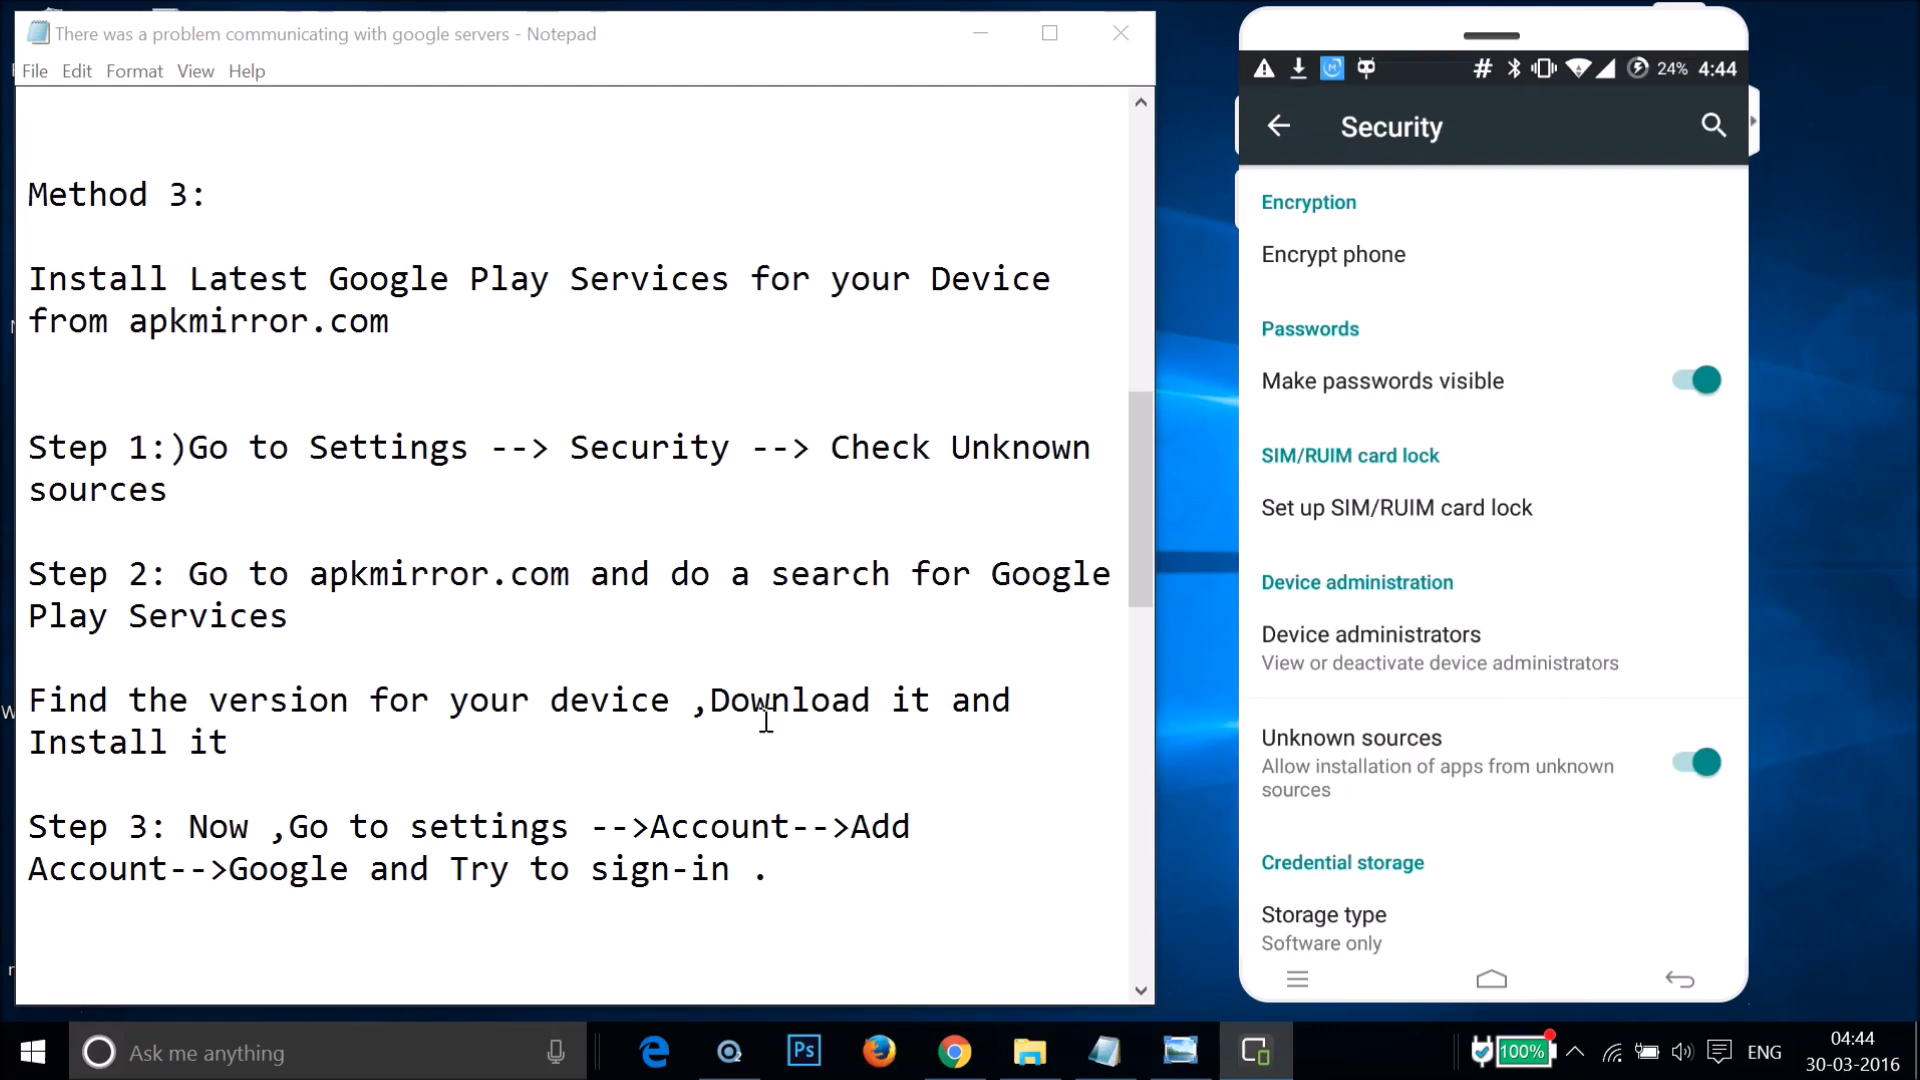 There was a problem communicating with google servers - Notepad
File Edit Format View Help
Method 3:
Install Latest Google Play Services for your Device
from apkmirror.com
Step 1:)Go to Settings --> Security --> Check Unknown
sources
Step 2: Go to apkmirror.com and do a search for Google
Play Services
Find the version for your device ,Download it and
Install it
Step 3: Now ,Go to settings -->Account-->Add
Account-->Google and Try to sign-in .
24% 4:44
Security
Encryption
Encrypt phone
Passwords
Make passwords visible
SIM/RUIM card lock
Set up SIM/RUIM card lock
Device administration
Device administrators
View or deactivate device administrators
Unknown sources
Allow installation of apps from unknown
sources
Credential storage
Storage type
Software only
Ask me anything
Ps
100%
ENG
04:44
30-03-2016